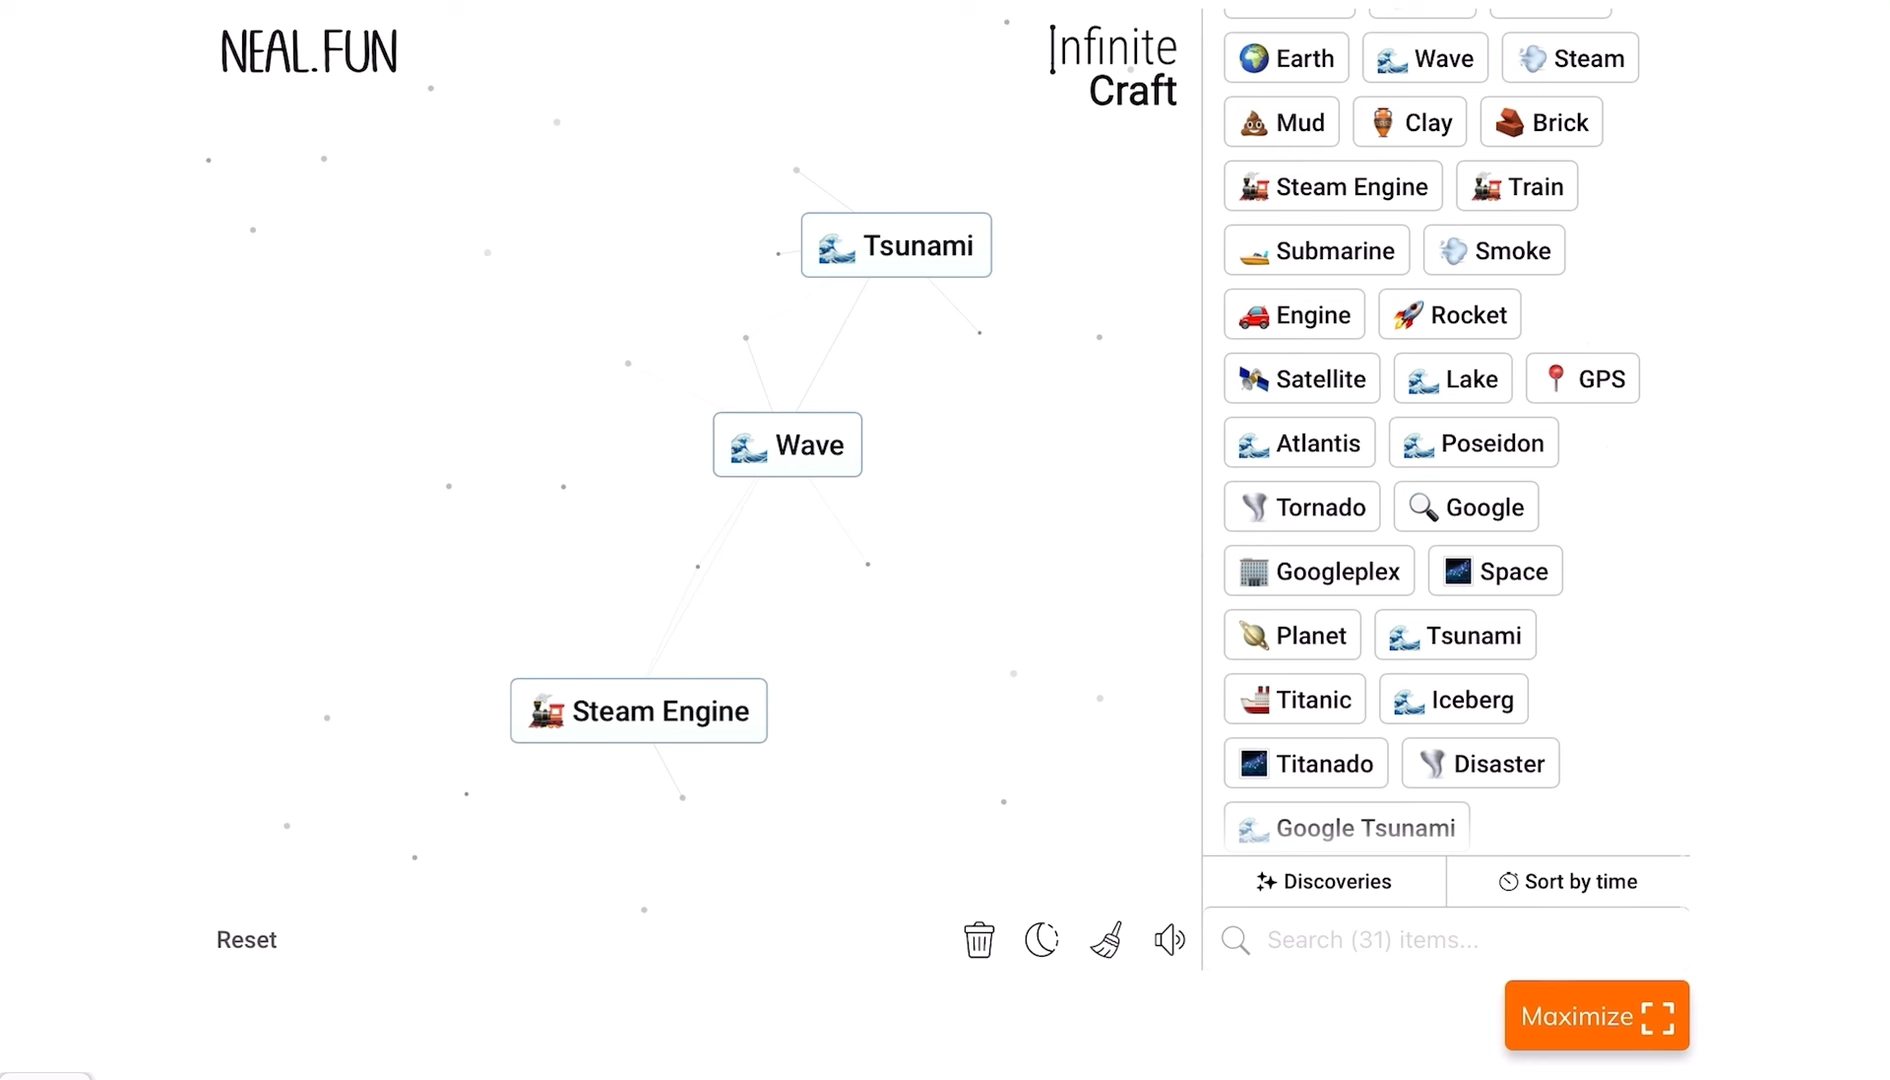 NEAL.FUN
Infinite
Craft
Tsunami
Wave
Steam Engine
Reset
Earth Wave Steam
Mud Clay Brick
Steam Engine Train
Submarine Smoke
Engine Rocket
Satellite Lake GPS
Atlantis Poseidon
Tornado Google
Googleplex Space
Planet Tsunami
Titanic Iceberg
Titanado Disaster
Google Tsunami
Discoveries Sort by time
Search (31) items...
Maximize